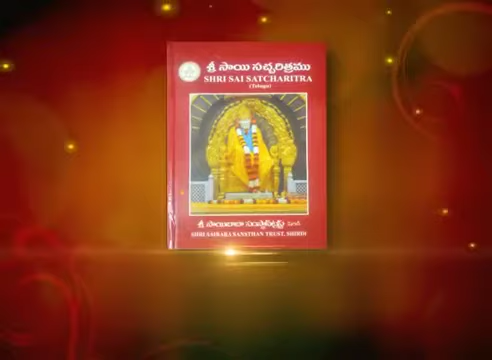 శ్రీ సాయి సచ్చరిత్రము
SHRI SAI SATCHARITRA
(Telugu)
శ్రీ సాయిబాబా సంస్థాన్
SHRI SAIBABA SANSTHAN TRUST, SHIRDI